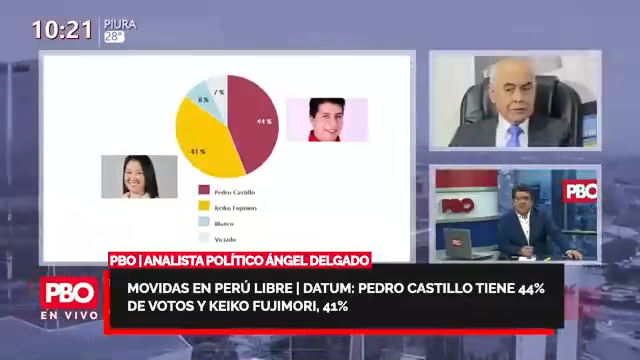 10:21
PIURA
28°
7 %
8 %
44 %
41 %
Pedro Castillo
Keiko Fujimori
Blanco
Viciado
PBO
PBO
PBO | ANALISTA POLÍTICO ÁNGEL DELGADO
MOVIDAS EN PERÚ LIBRE | DATUM: PEDRO CASTILLO TIENE 44%
DE VOTOS Y KEIKO FUJIMORI, 41%
PBO
EN VIVO